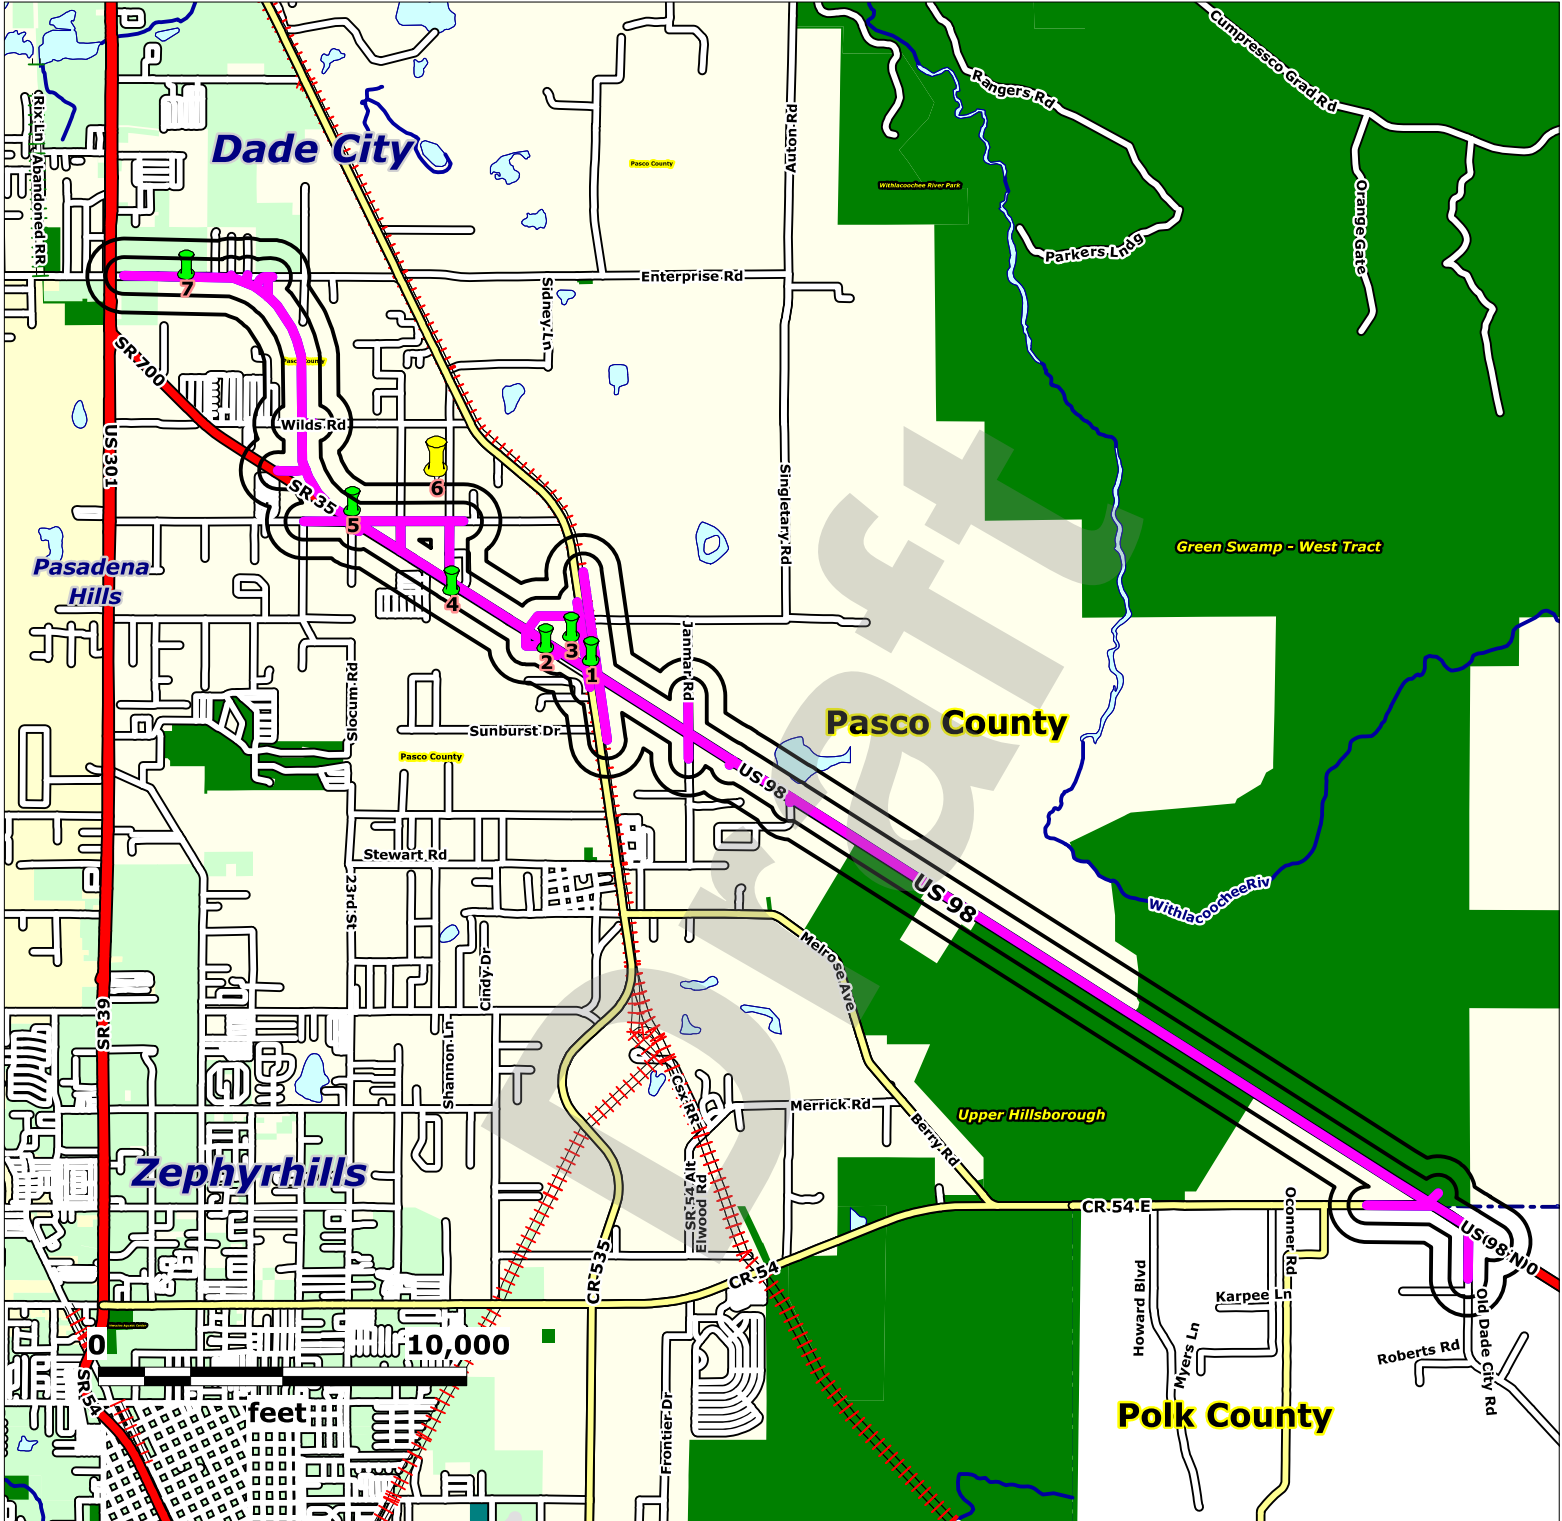 Cumpressco Grad Rd
Rangers Rd
(Rix Ln) Abandoned RR
Dade City
Auton Rd
Pasco County
Withlacoochee River Park
Orange Gate
Parkers Lndg
7
Enterprise Rd
Sidney Ln
SR 700
Pasco County
Wilds Rd
US 301
6
SR 35
5
Singletary Rd
Green Swamp - West Tract
Pasadena
Hills
4
3
2
1
Janmar Rd
Slocum Rd
Sunburst Dr
Pasco County
Pasco County
US 98
Stewart Rd
23rd St
US 98
WithlacoocheeRiv
Melrose Ave
Cindy Dr
SR 39
Shannon Ln
CSX RR
Merrick Rd
Upper Hillsborough
Berry Rd
Zephyrhills
SR 54 Alt
Elwood Rd
CR 54 E
Oconner Rd
US 98 N
CR 535
CR 54
Howard Blvd
Karpee Ln
Old Dade City Rd
Myers Ln
Roberts Rd
0
10,000
feet
SR 54
Frontier Dr
Polk County
Draft